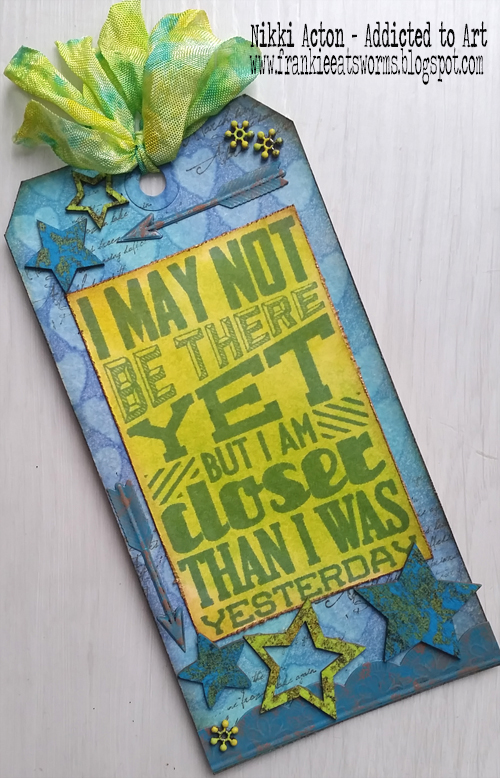 Nikki Acton - Addicted to Art
www.frankieeatsworms.blogspot.com
I MAY NOT
BE THERE
YET
BUT I AM
closer
THAN I WAS
YESTERDAY